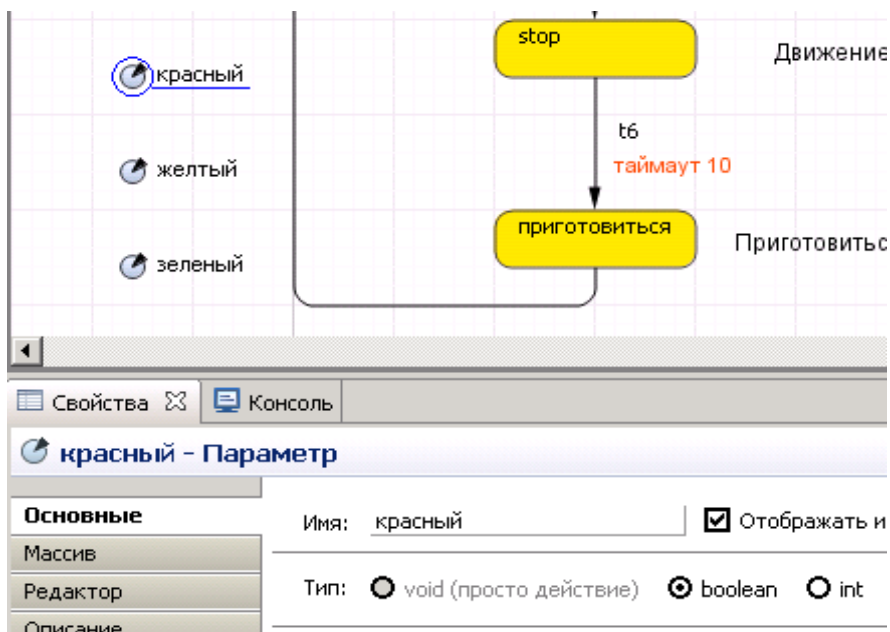 stop
Движение
красный
t6
желтый
таймаут 10
приготовиться
Приготовитьс
зеленый
Свойства
Консоль
красный - Параметр
Основные
Имя: красный
Отображать и
Массив
Редактор
Тип: void (просто действие) boolean int
Описание